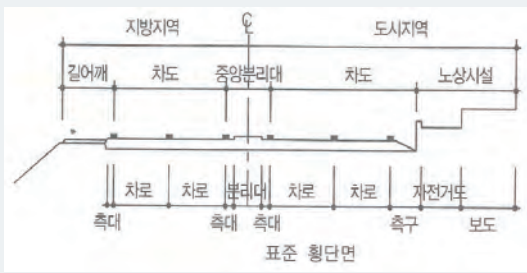 지방지역 ℄ 도시지역
길어깨 차도 중앙분리대 차도 노상시설
차로 차로 분리대 차로 차로 자전거도
측대 측대 측대 측구 보도
표준 횡단면